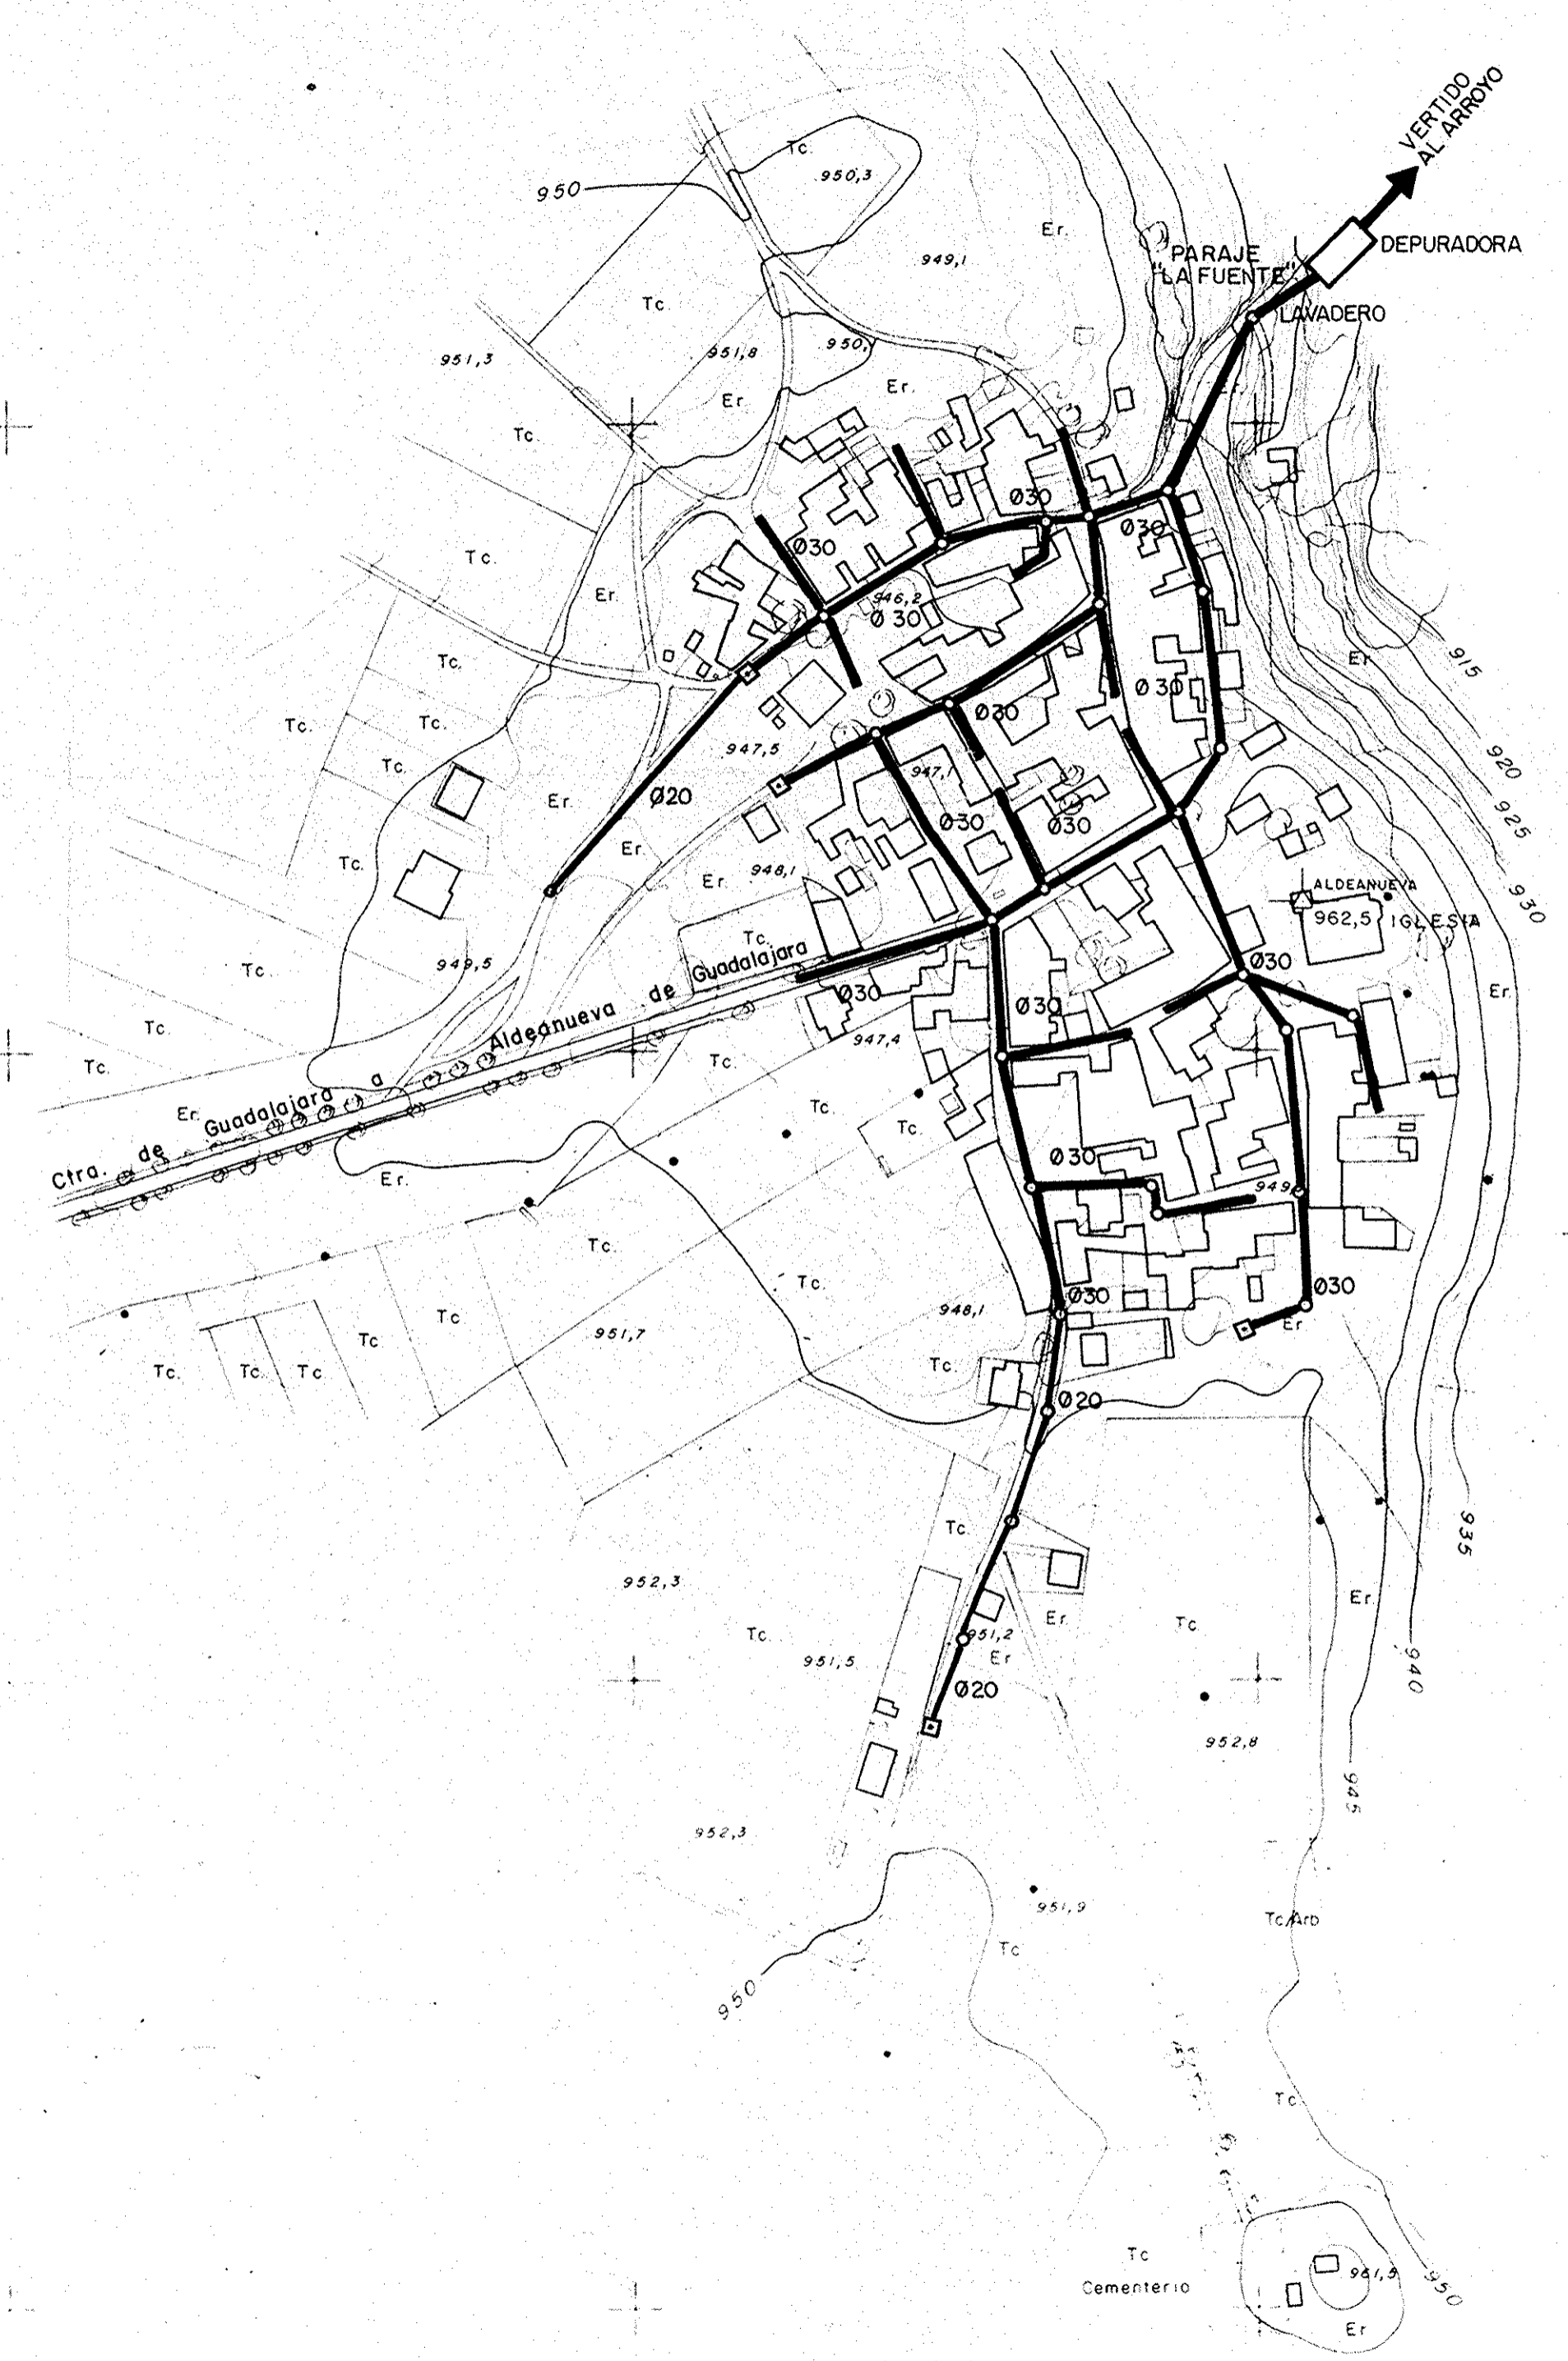 VERTIDO
AL ARROYO
Tc.
950,3
950
Er.
DEPURADORA
PARAJE
"LA FUENTE"
949,1
Tc.
LAVADERO
951,3
951,8
950,
Er.
Er.
Tc.
Ø30
Ø30
Ø30
Tc.
Er.
946,2
Ø30
Tc.
Er.
915
Ø30
Tc.
Tc.
Ø30
947,5
920
Tc.
947,1
Ø20
Er.
925
Ø30
Ø30
Er.
Tc.
948,1
Er.
ALDEANUEVA
930
962,5
IGLESIA
Tc.
949,5
Tc.
Ø30
Ø30
Er.
Ø30
Ctra. de Guadalajara a Aldeanueva de Guadalajara
Tc.
947,4
Tc.
Tc.
Er.
Tc.
Tc.
Ø30
Er.
949,
Tc.
Tc.
Ø30
Ø30
948,1
Tc
951,7
Er
Tc
Tc.
Tc.
Tc
Tc.
Ø20
Tc.
935
952,3
Er.
Er.
Tc
Tc.
951,2
951,5
Er
940
Ø20
952,8
945
952,3
951,9
Tc/Arb
Tc
950
Tc.
Tc
Cementerio
961,5
950
Er